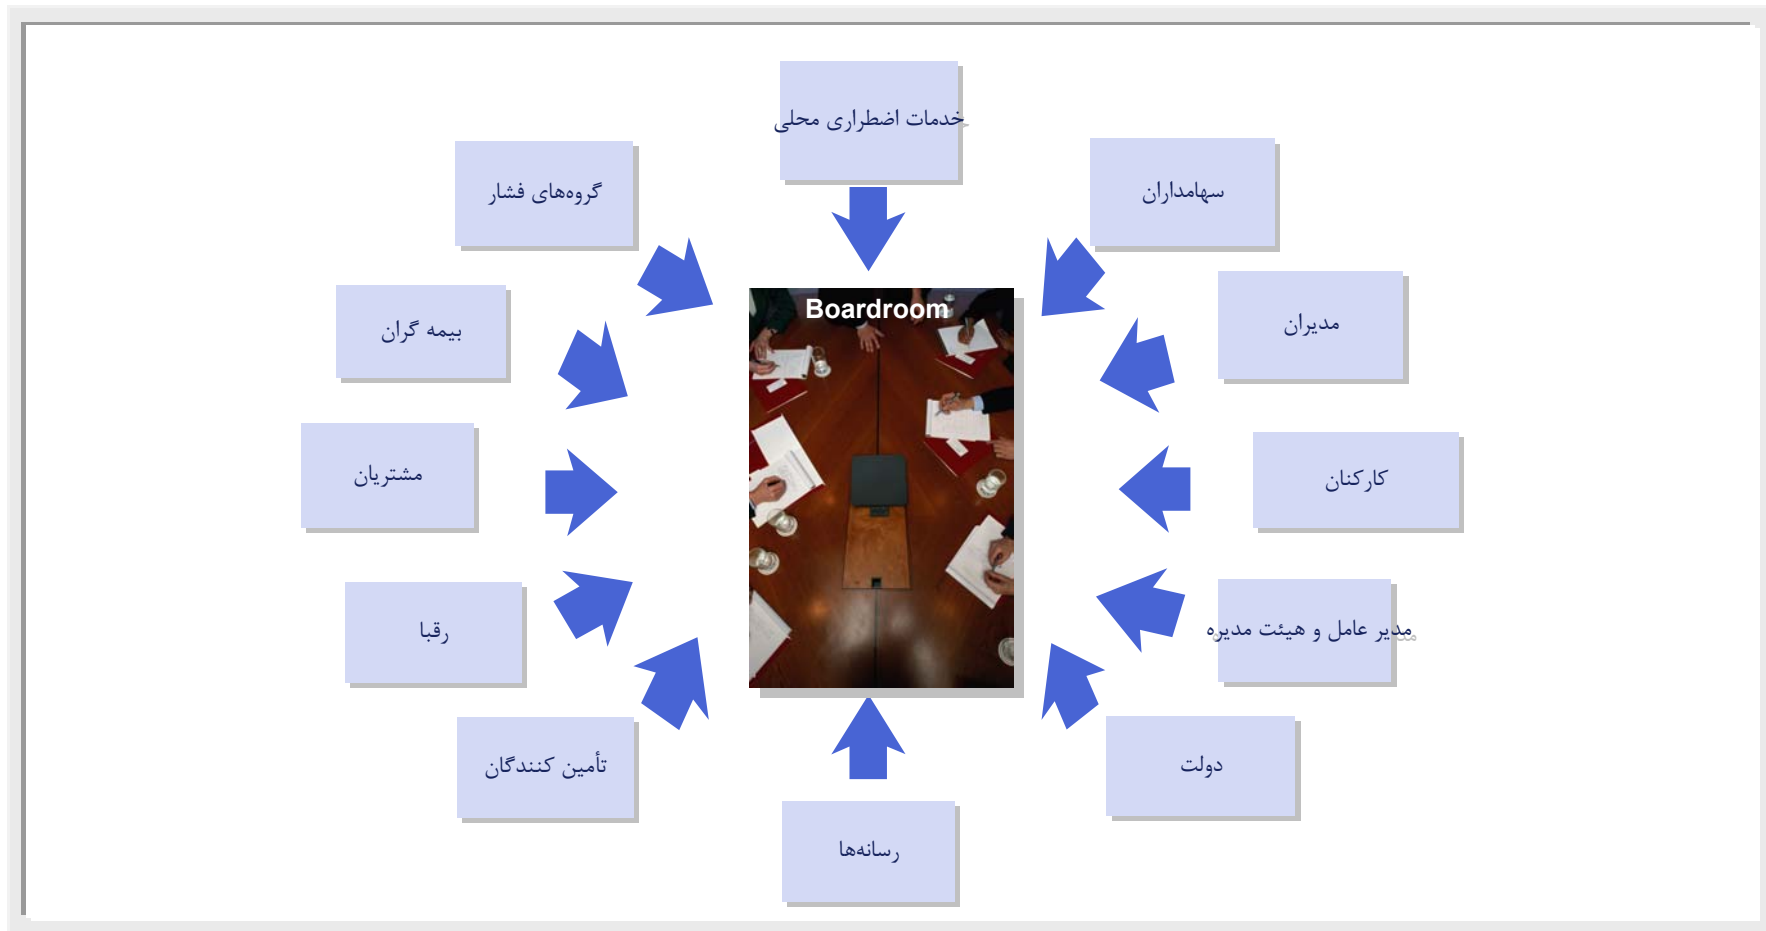 خدمات اضطراری محلی
سهامداران
گروه‌های فشار
Boardroom
مدیران
بیمه گران
کارکنان
مشتریان
مدیر عامل و هیئت مدیره
رقبا
دولت
تأمین کنندگان
رسانه‌ها